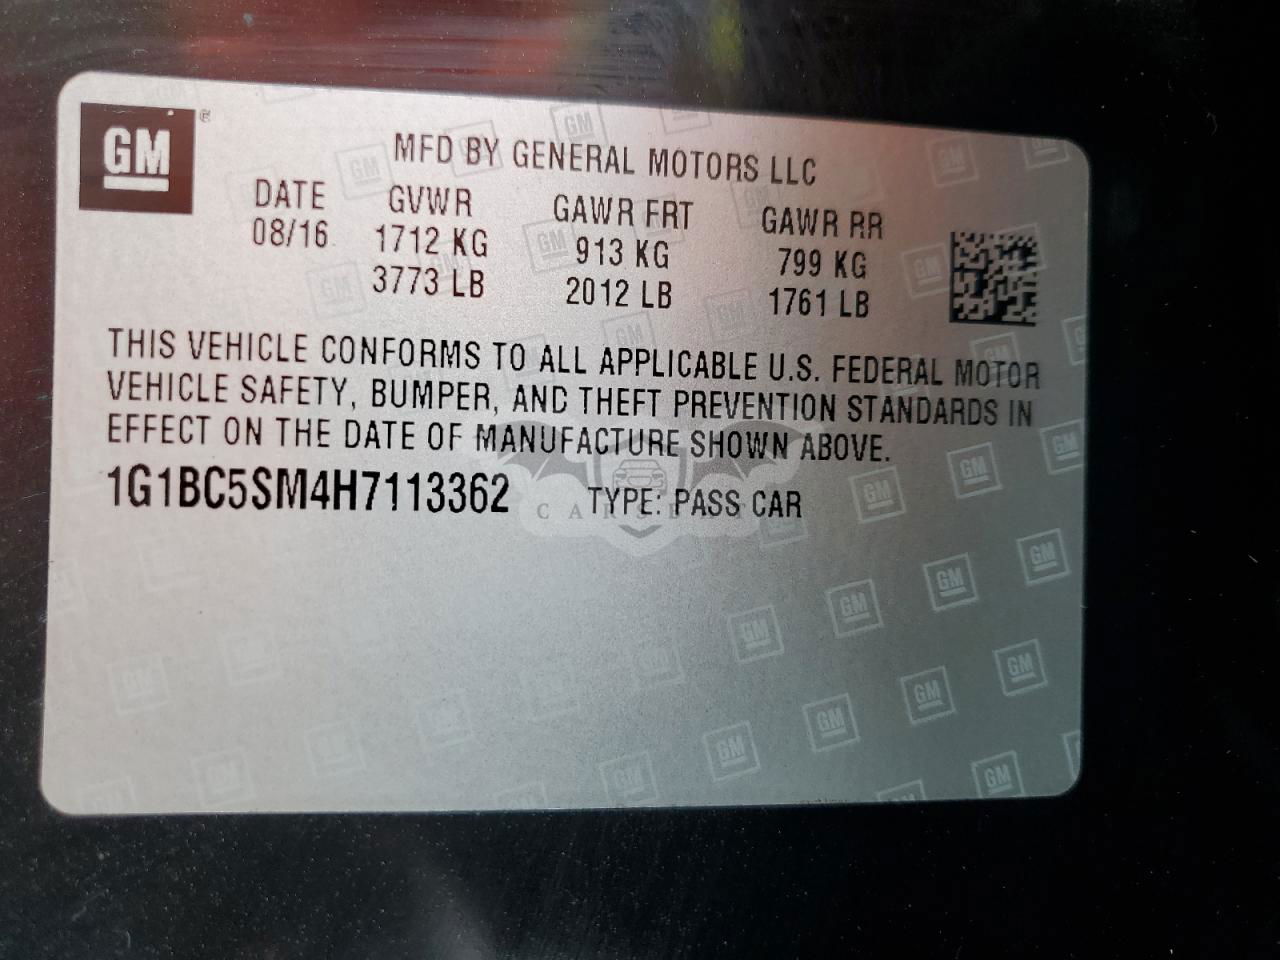 GM ®
MFD BY GENERAL MOTORS LLC
DATE GVWR GAWR FRT GAWR RR
08/16 1712 KG 913 KG 799 KG
3773 LB 2012 LB 1761 LB
THIS VEHICLE CONFORMS TO ALL APPLICABLE U.S. FEDERAL MOTOR
VEHICLE SAFETY, BUMPER, AND THEFT PREVENTION STANDARDS IN
EFFECT ON THE DATE OF MANUFACTURE SHOWN ABOVE.
1G1BC5SM4H7113362 TYPE: PASS CAR